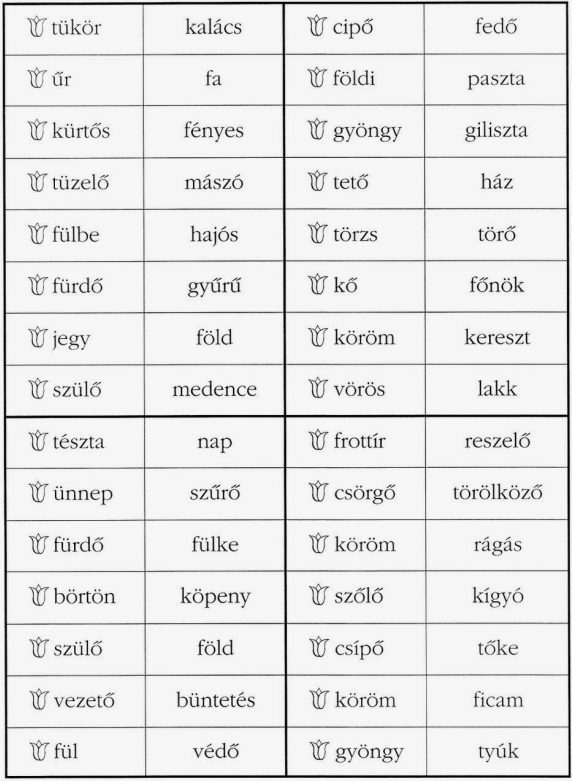 tükör kalács cipő fedő
űr fa földi paszta
kürtős fényes gyöngy giliszta
tüzelő mászó tető ház
fülbe hajós törzs törő
fürdő gyűrű kő főnök
jegy föld köröm kereszt
szülő medence vörös lakk
tészta nap frottír reszelő
ünnep szűrő csörgő törölköző
fürdő fülke köröm rágás
börtön köpeny szőlő kígyó
szülő föld csípő tőke
vezető büntetés köröm ficam
fül védő gyöngy tyúk